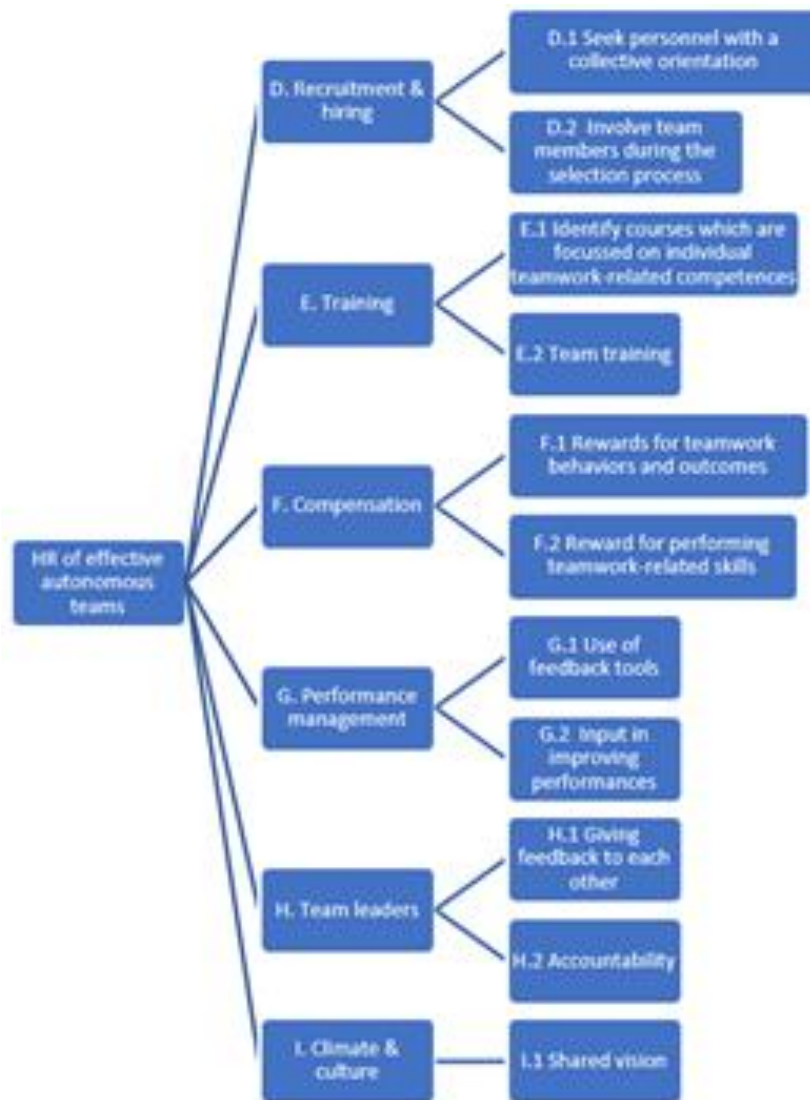 D.1 Seek personnel with a
collective orientation
D. Recruitment &
hiring
D.2 Involve team
members during the
selection process
E.1 Identify courses which are
focussed on individual
teamwork-related competences
E. Training
E.2 Team training
F.1 Rewards for teamwork
behaviors and outcomes
F. Compensation
F.2 Reward for performing
teamwork-related skills
HR of effective
autonomous
teams
G.1 Use of
feedback tools
G. Performance
management
G.2 Input in
improving
performances
H.1 Giving
feedback to each
other
H. Team leaders
H.2 Accountability
I. Climate &
culture
I.1 Shared vision